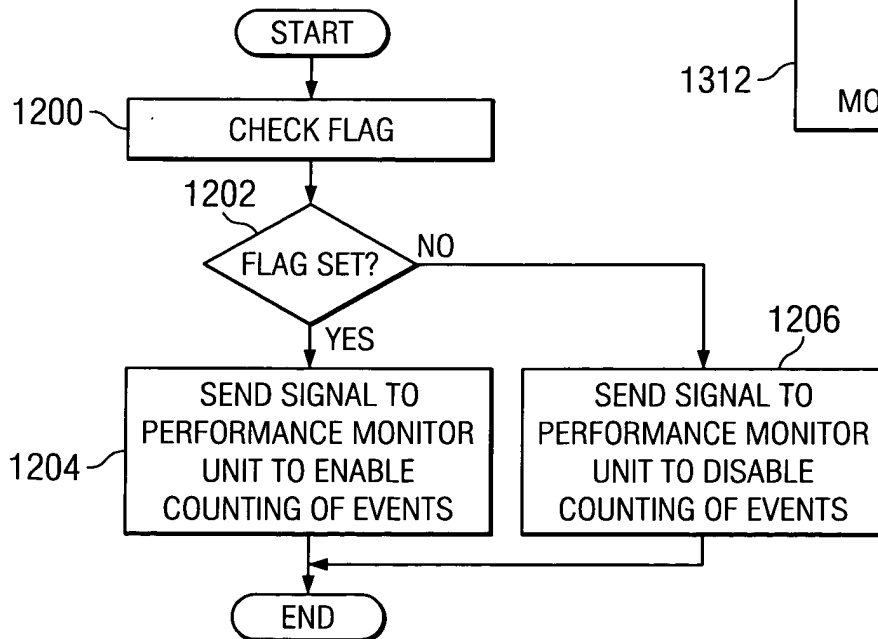 START
1312
MO
1200
CHECK FLAG
1202
FLAG SET?
NO
YES
1206
1204
SEND SIGNAL TO
PERFORMANCE MONITOR
UNIT TO ENABLE
COUNTING OF EVENTS
SEND SIGNAL TO
PERFORMANCE MONITOR
UNIT TO DISABLE
COUNTING OF EVENTS
END